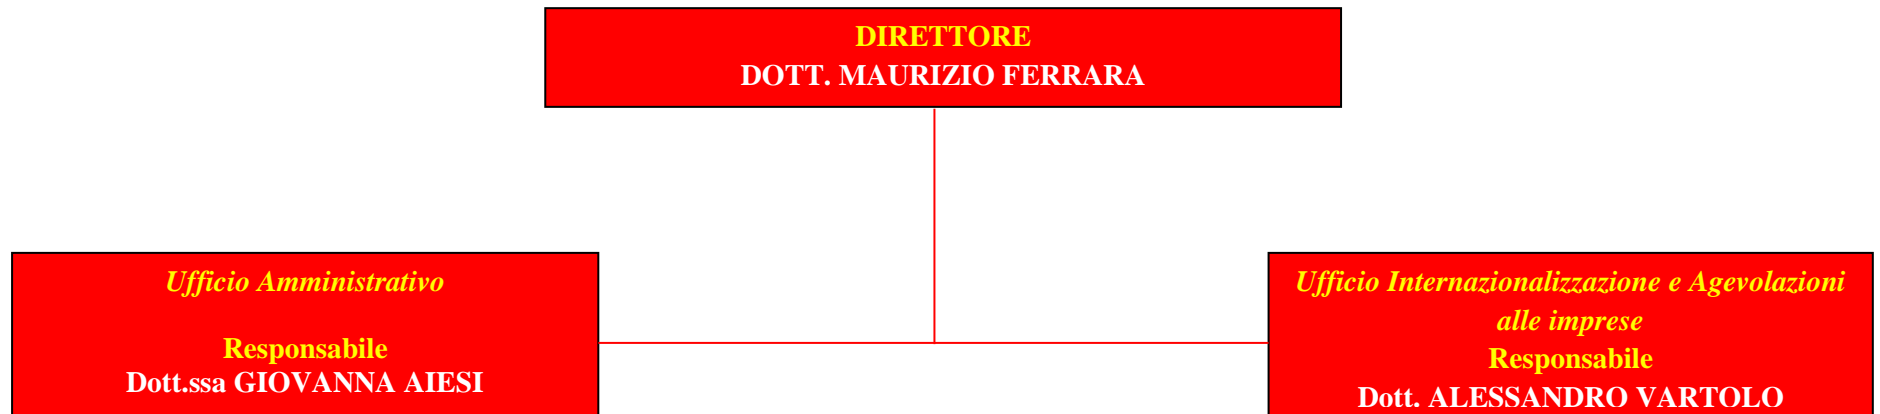 DIRETTORE
DOTT. MAURIZIO FERRARA
Ufficio Amministrativo
Responsabile
Dott.ssa GIOVANNA AIESI
Ufficio Internazionalizzazione e Agevolazioni
alle imprese
Responsabile
Dott. ALESSANDRO VARTOLO